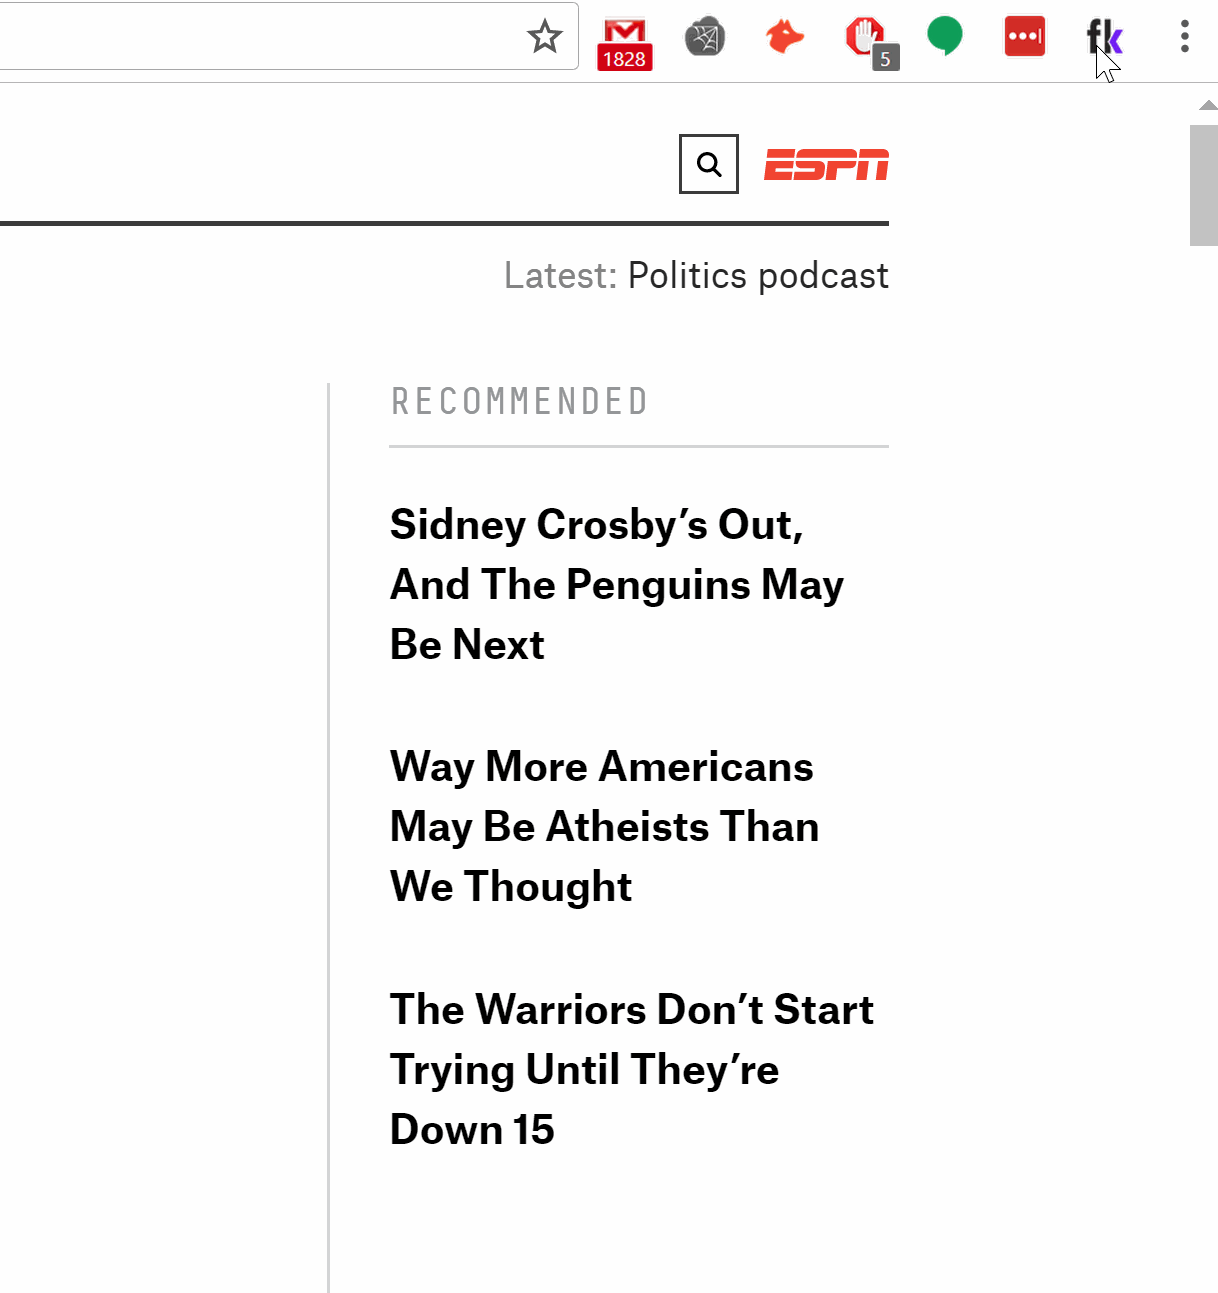 1828
5
fk
ESPN
Latest: Politics podcast
RECOMMENDED
Sidney Crosby’s Out,
And The Penguins May
Be Next
Way More Americans
May Be Atheists Than
We Thought
The Warriors Don’t Start
Trying Until They’re
Down 15